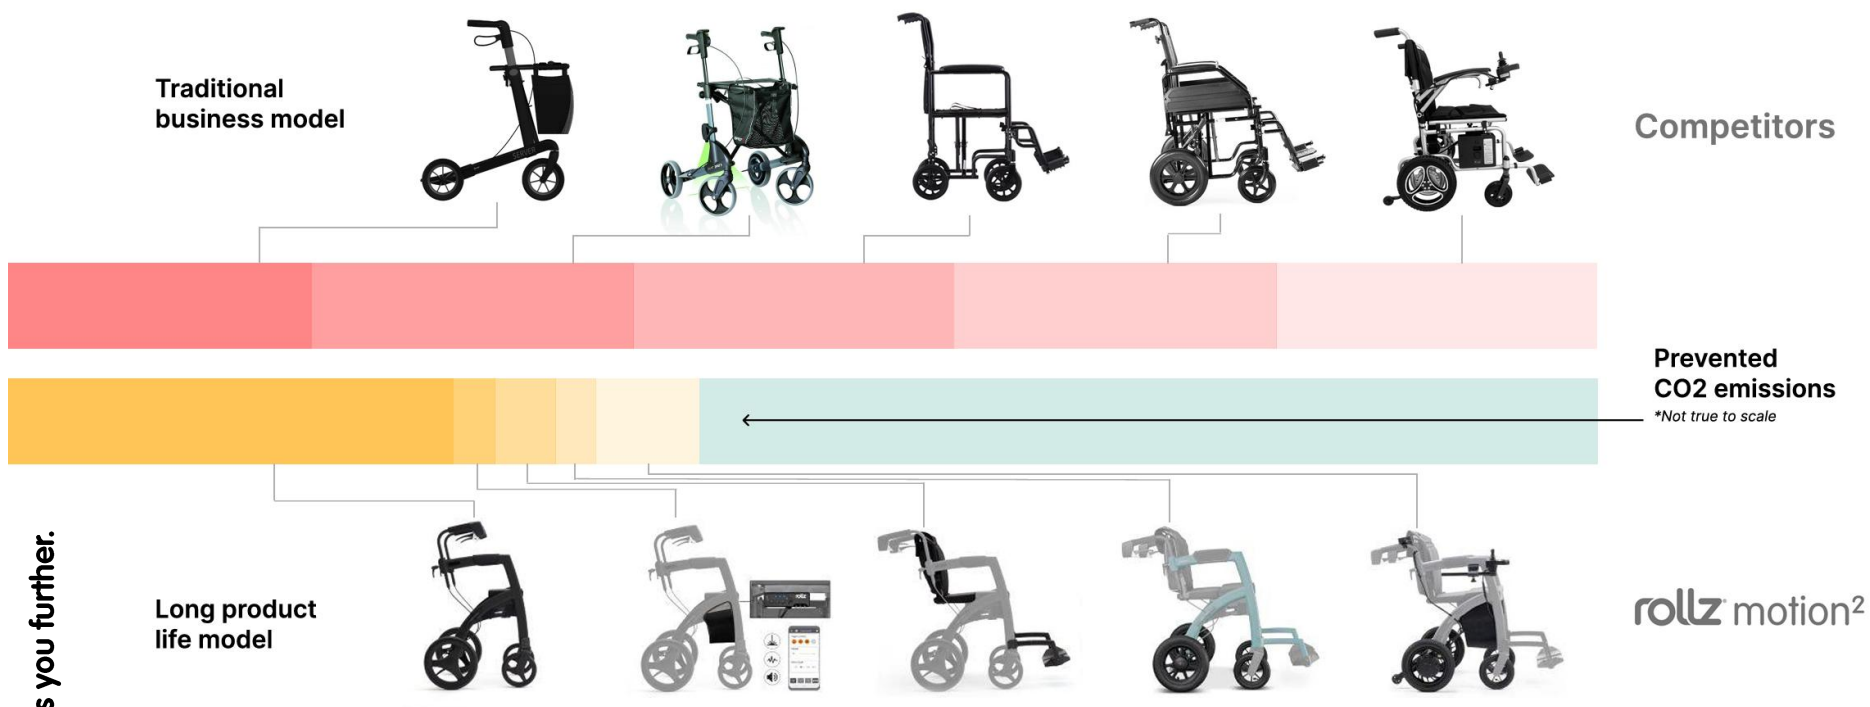 Traditional
business model
Competitors
Prevented
CO2 emissions
*Not true to scale
s you further.
Long product
life model
rollz
rollz motion²